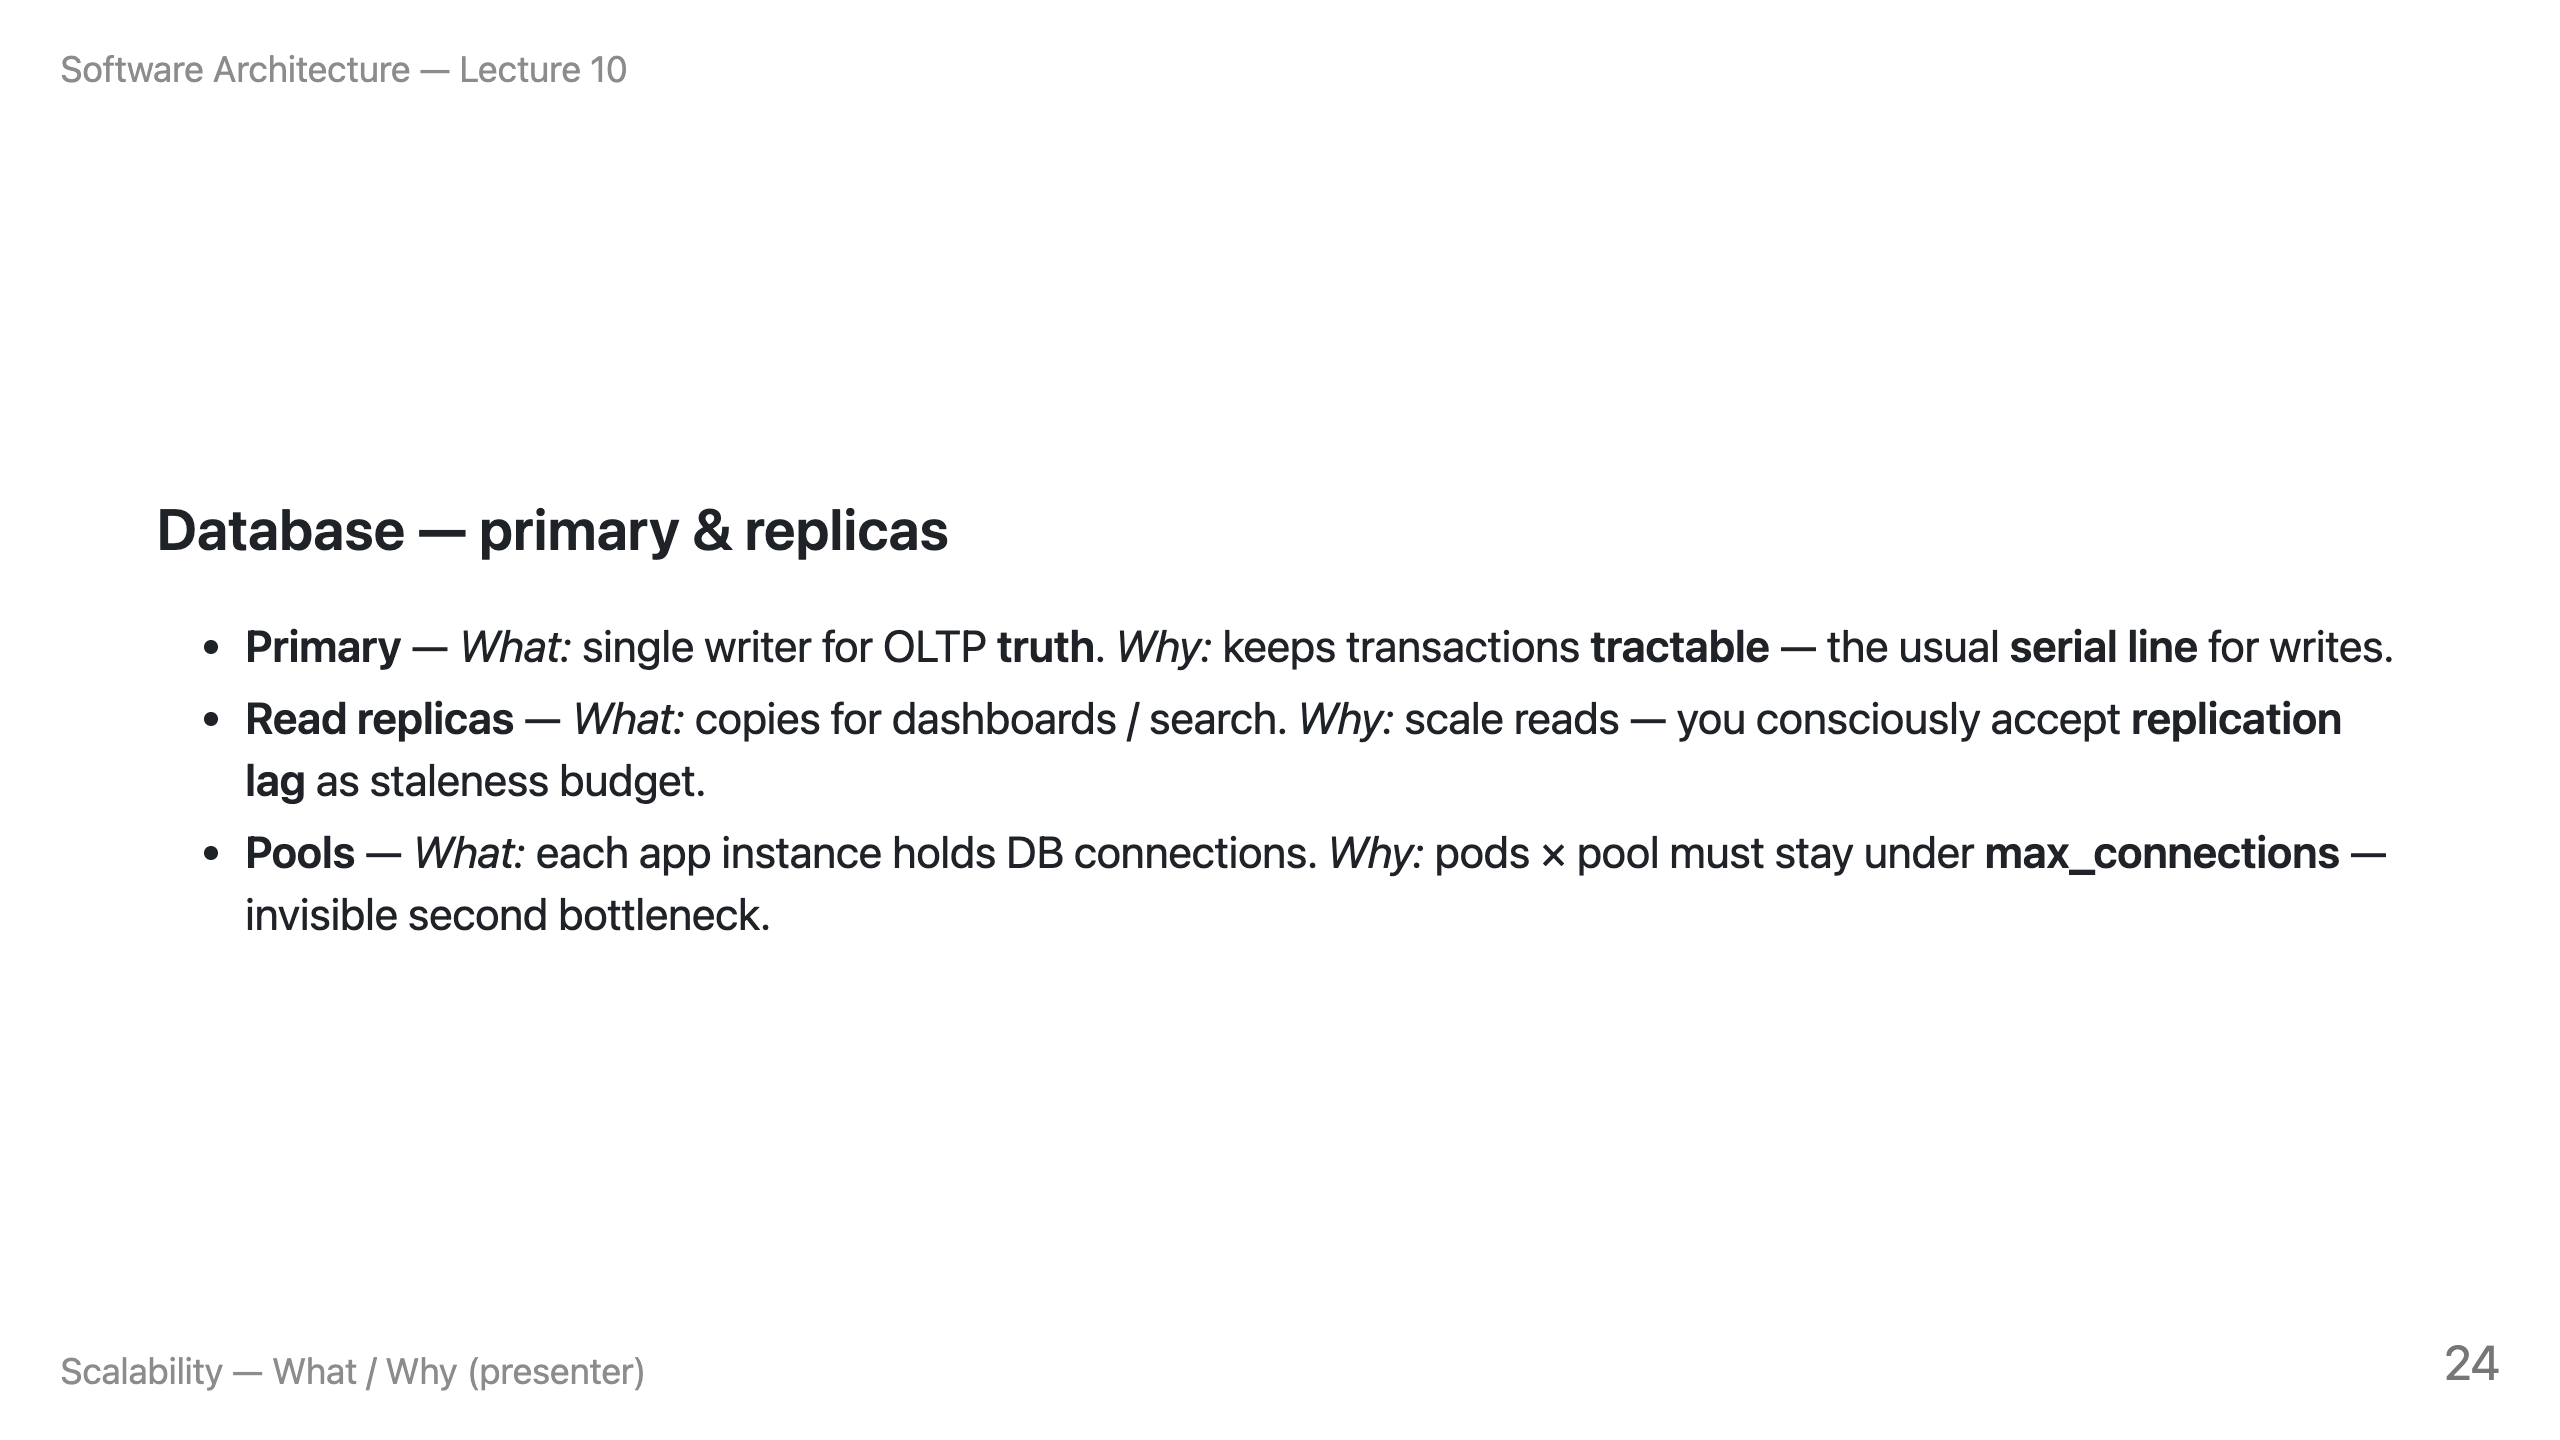 Software Architecture — Lecture 10
Database — primary & replicas
• Primary — What: single writer for OLTP truth. Why: keeps transactions tractable — the usual serial line for writes.
• Read replicas — What: copies for dashboards / search. Why: scale reads — you consciously accept replication
lag as staleness budget.
• Pools — What: each app instance holds DB connections. Why: pods × pool must stay under max_connections —
invisible second bottleneck.
Scalability — What / Why (presenter)
24